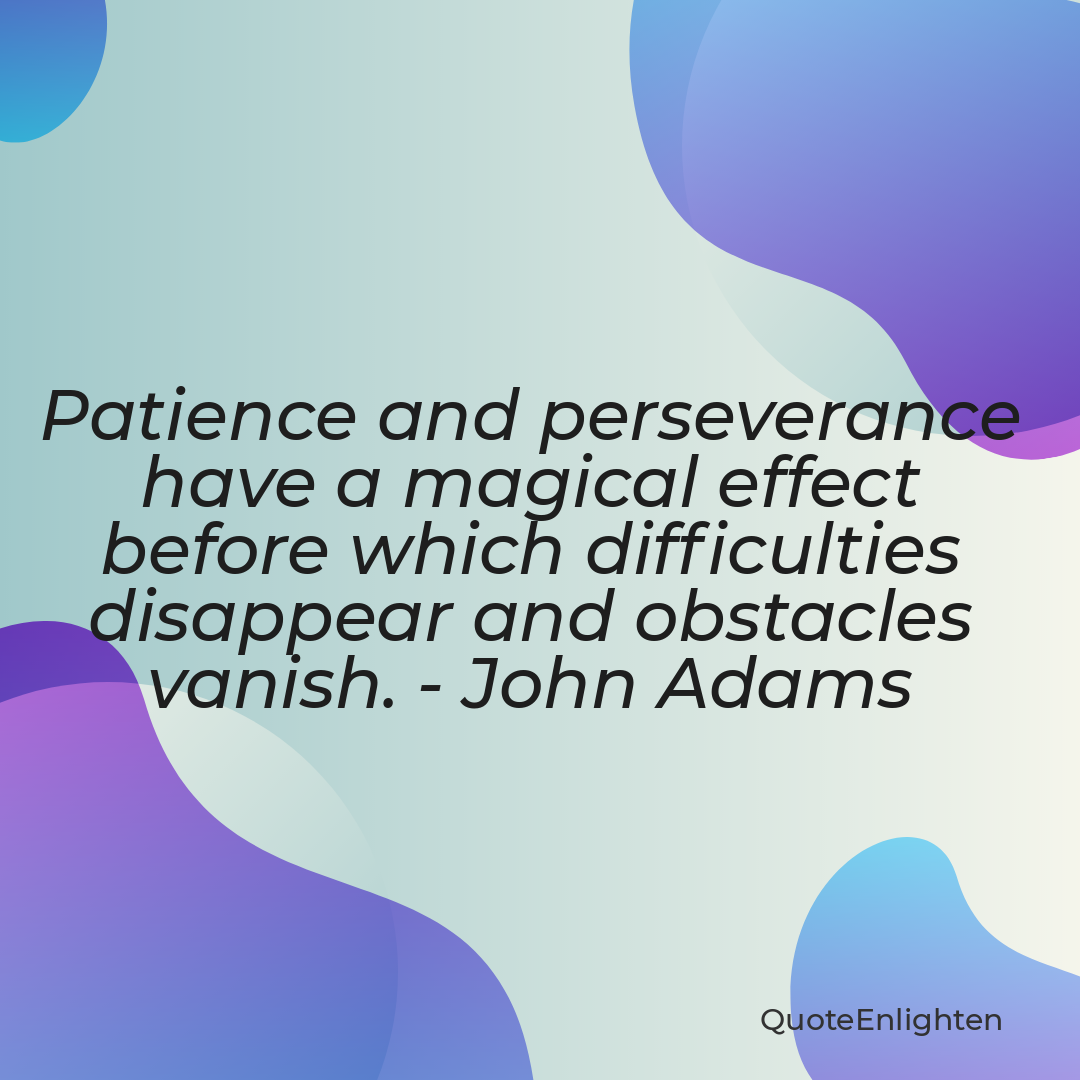 Patience and perseverance
have a magical effect
before which difficulties
disappear and obstacles
vanish. - John Adams
QuoteEnlighten